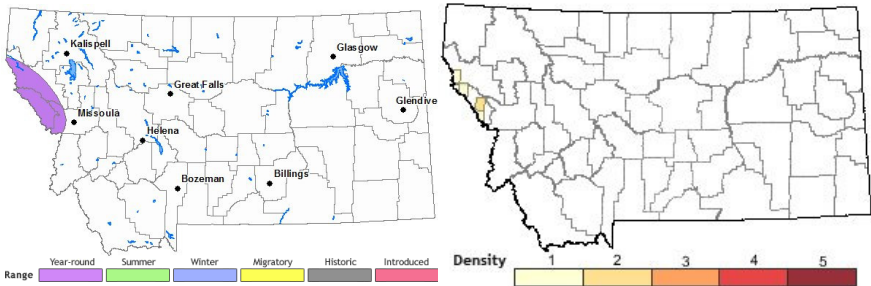 Kalispell
Glasgow
Great Falls
Glendive
Missoula
Helena
Bozeman
Billings
Range Year-round Summer Winter Migratory Historic Introduced
Density 1 2 3 4 5